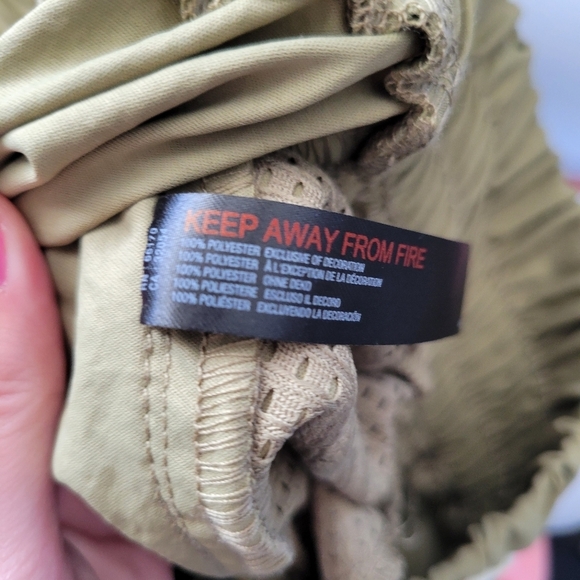 KEEP AWAY FROM FIRE
100% POLYESTER EXCLUSIVE OF DECORATION
100% POLYESTER À L'EXCEPTION DE LA DÉCORATION
100% POLYESTER OHNE DEKO
100% POLIESTERE ESCLUSO IL DECORO
100% POLIÉSTER EXCLUYENDO LA DECORACIÓN